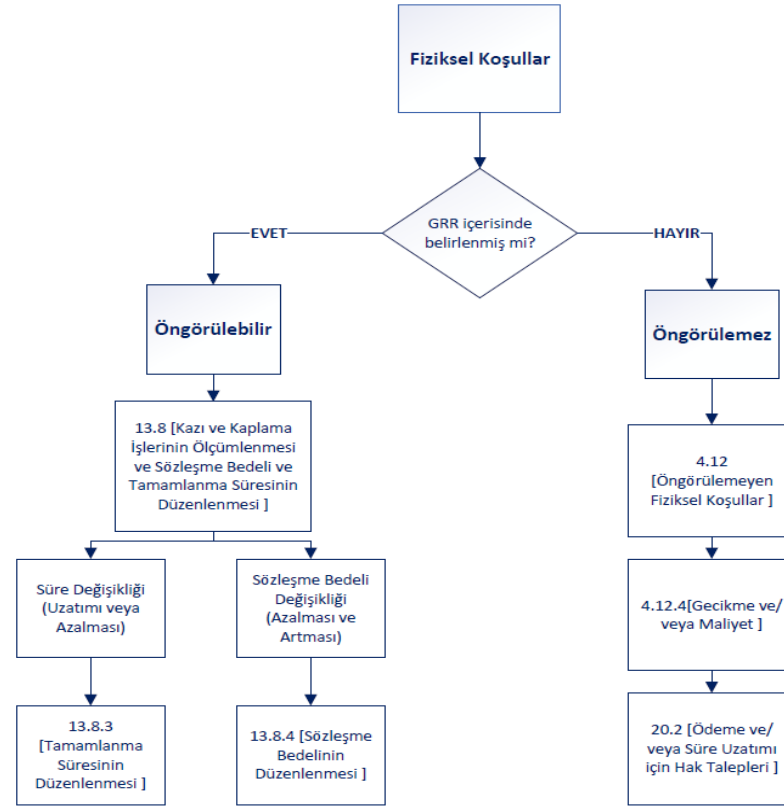 Fiziksel Koşullar
GRR içerisinde
belirlenmiş mi?
EVET
HAYIR
Öngörülebilir
Öngörülemez
13.8 [Kazı ve Kaplama
İşlerinin Ölçümlenmesi
ve Sözleşme Bedeli ve
Tamamlanma Süresinin
Düzenlenmesi ]
4.12
[Öngörülemeyen
Fiziksel Koşullar ]
Süre Değişikliği
(Uzatımı veya
Azalması)
Sözleşme Bedeli
Değişikliği
(Azalması ve
Artması)
4.12.4[Gecikme ve/
veya Maliyet ]
13.8.3
[Tamamlanma
Süresinin
Düzenlenmesi ]
13.8.4 [Sözleşme
Bedelinin
Düzenlenmesi ]
20.2 [Ödeme ve/
veya Süre Uzatımı
için Hak Talepleri ]